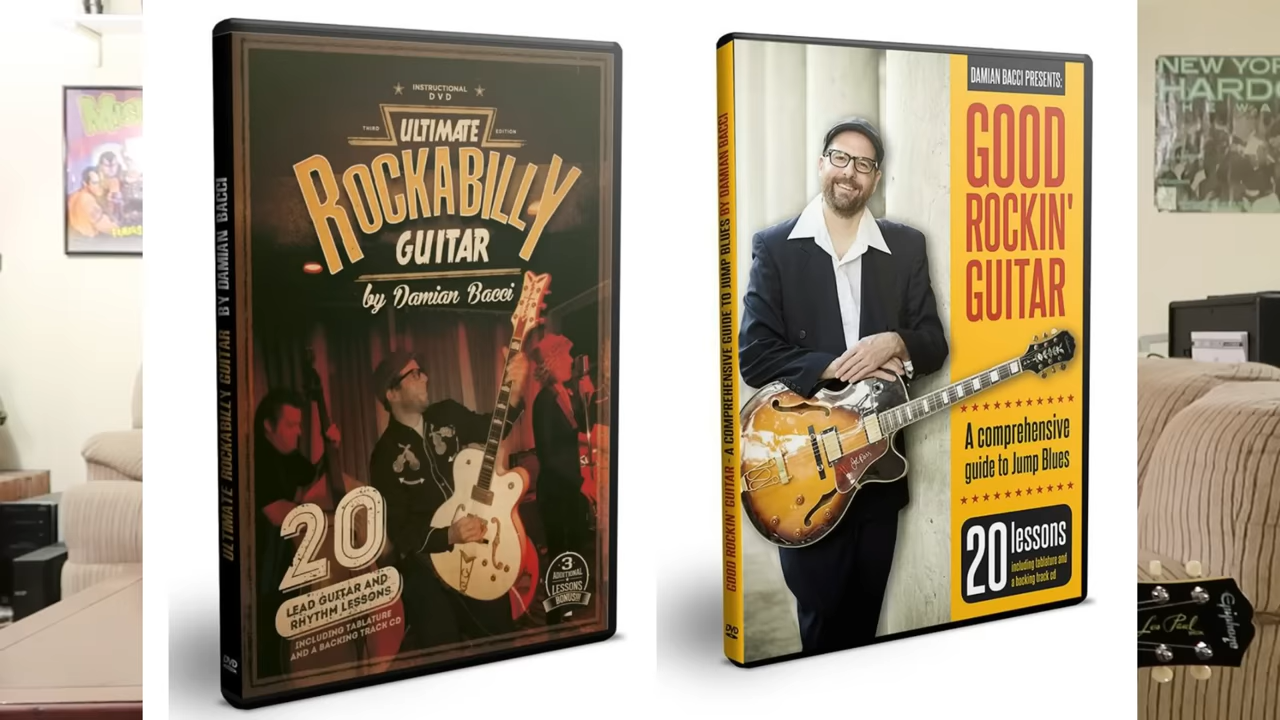 INSTRUCTIONAL
DVD
THIRD EDITION
ULTIMATE
ROCKABILLY
GUITAR
by Damian Bacci
20
LEAD GUITAR AND
RHYTHM LESSONS
INCLUDING TABLATURE
AND A BACKING TRACK CD
3
ADDITIONAL
LESSONS
BONUS!!!
ULTIMATE ROCKABILLY GUITAR BY DAMIAN BACCI
DVD
DAMIAN BACCI PRESENTS:
GOOD
ROCKIN'
GUITAR
A comprehensive
guide to Jump Blues
20 lessons
including tablature and
a backing track cd
GOOD ROCKIN' GUITAR - A COMPREHENSIVE GUIDE TO JUMP BLUES BY DAMIAN BACCI
DVD
NEW YOR
HARD
Epiphone
Les Paul